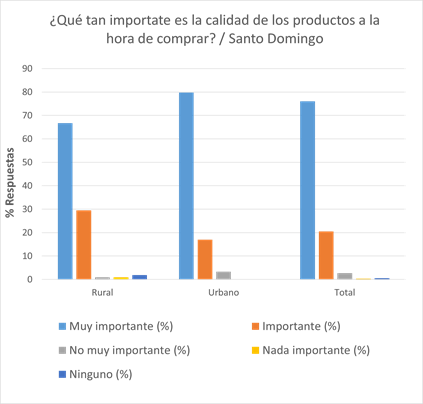 ¿Qué tan importate es la calidad de los productos a la
hora de comprar? / Santo Domingo
% Respuestas
90
80
70
60
50
40
30
20
10
0
Rural
Urbano
Total
Muy importante (%)
Importante (%)
No muy importante (%)
Nada importante (%)
Ninguno (%)